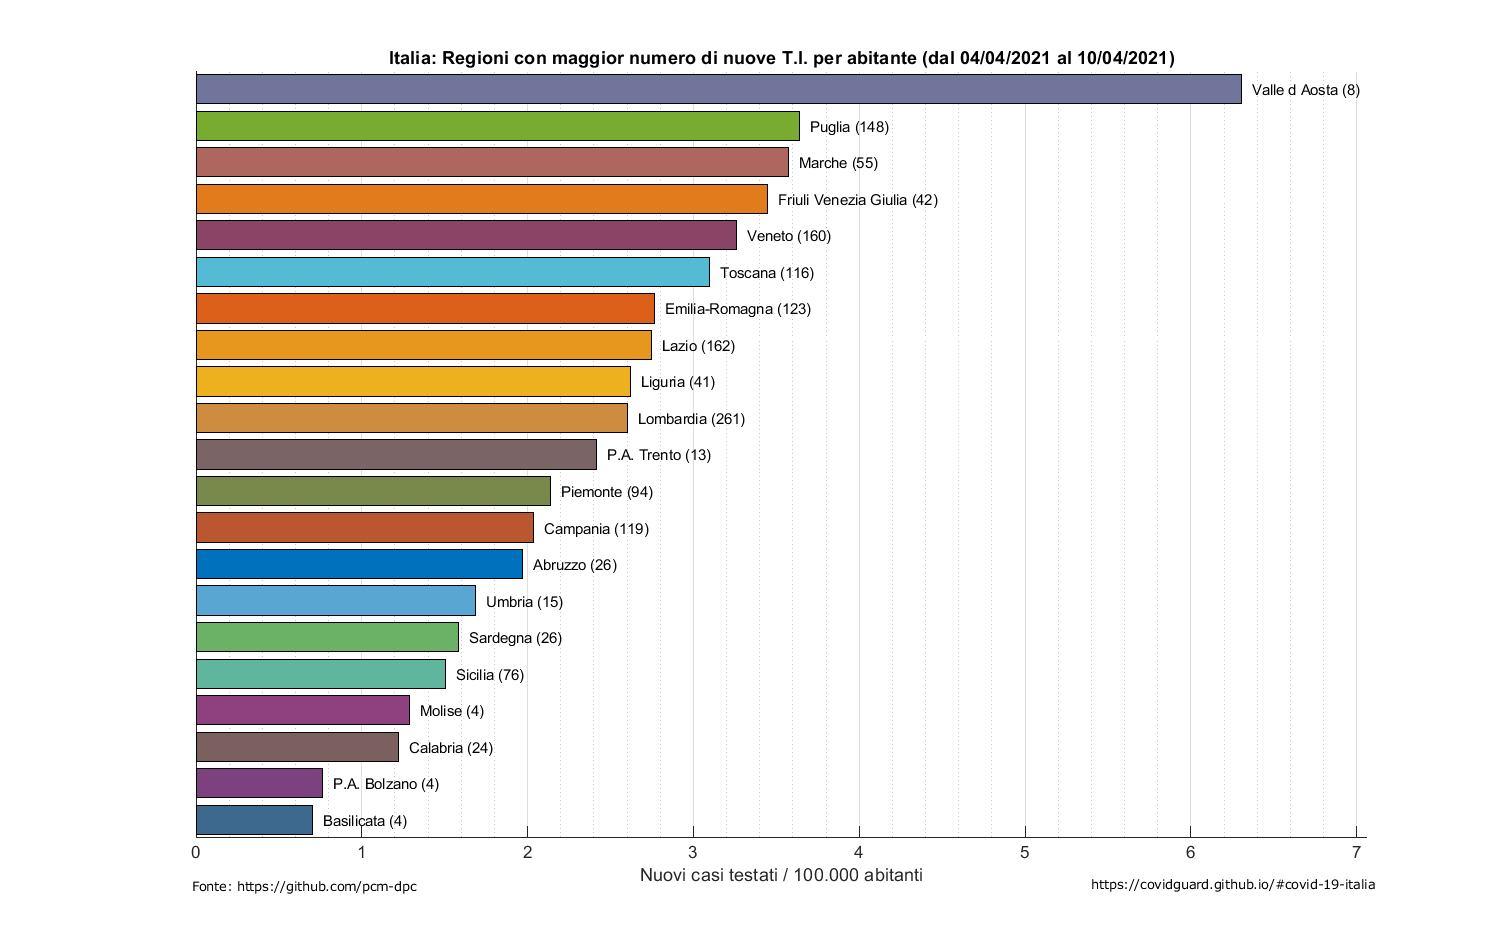 Italia: Regioni con maggior numero di nuove T.I. per abitante (dal 04/04/2021 al 10/04/2021)
Valle d Aosta (8)
Puglia (148)
Marche (55)
Friuli Venezia Giulia (42)
Veneto (160)
Toscana (116)
Emilia-Romagna (123)
Lazio (162)
Liguria (41)
Lombardia (261)
P.A. Trento (13)
Piemonte (94)
Campania (119)
Abruzzo (26)
Umbria (15)
Sardegna (26)
Sicilia (76)
Molise (4)
Calabria (24)
P.A. Bolzano (4)
Basilicata (4)
0 1 2 3 4 5 6 7
Nuovi casi testati / 100.000 abitanti
Fonte: https://github.com/pcm-dpc
https://covidguard.github.io/#covid-19-italia